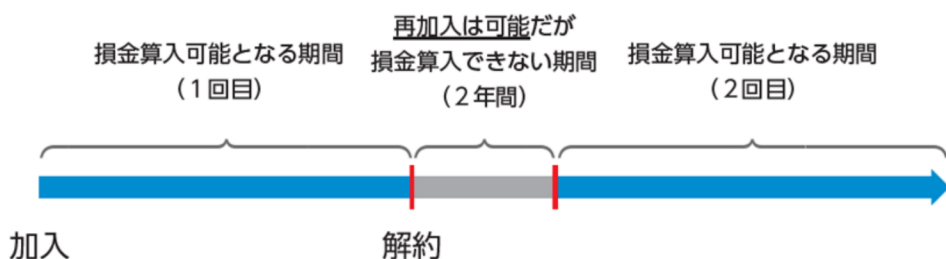 損金算入可能となる期間
（１回目）
再加入は可能だが
損金算入できない期間
（２年間）
損金算入可能となる期間
（２回目）
加入
解約